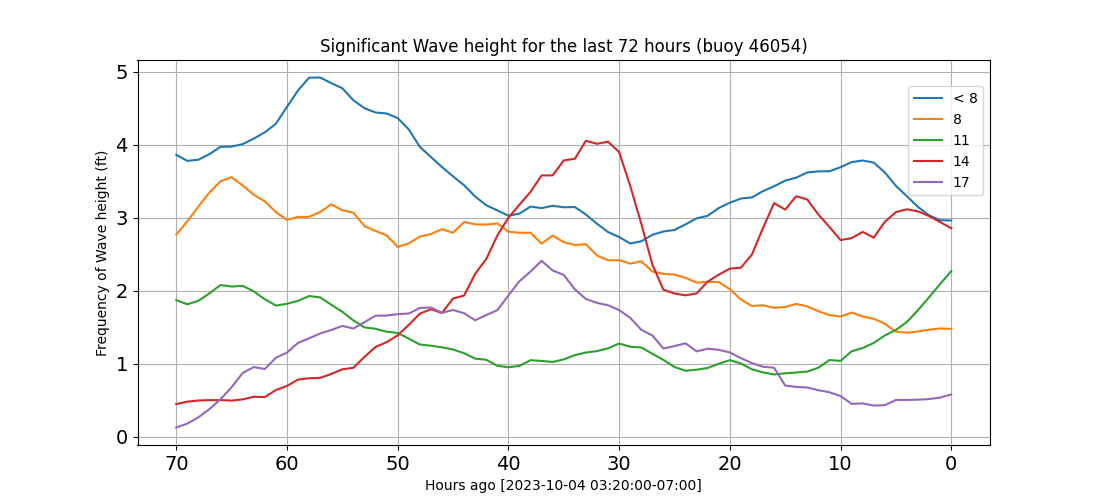 Significant Wave height for the last 72 hours (buoy 46054)
Frequency of Wave height (ft)
5
4
3
2
1
0
< 8
8
11
14
17
70 60 50 40 30 20 10 0
Hours ago [2023-10-04 03:20:00-07:00]